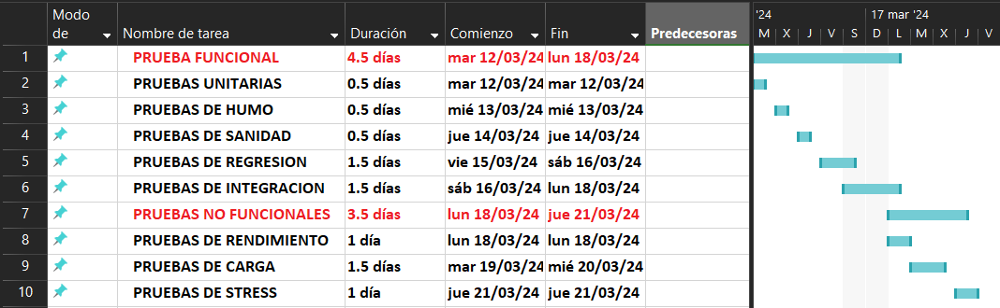 Modo de
Nombre de tarea
Duración
Comienzo
Fin
Predecesoras
'24
17 mar '24
M X J V S D L M X J V
1 PRUEBA FUNCIONAL 4.5 días mar 12/03/24 lun 18/03/24
2 PRUEBAS UNITARIAS 0.5 días mar 12/03/24 mar 12/03/24
3 PRUEBAS DE HUMO 0.5 días mié 13/03/24 mié 13/03/24
4 PRUEBAS DE SANIDAD 0.5 días jue 14/03/24 jue 14/03/24
5 PRUEBAS DE REGRESION 1.5 días vie 15/03/24 sáb 16/03/24
6 PRUEBAS DE INTEGRACION 1.5 días sáb 16/03/24 lun 18/03/24
7 PRUEBAS NO FUNCIONALES 3.5 días lun 18/03/24 jue 21/03/24
8 PRUEBAS DE RENDIMIENTO 1 día lun 18/03/24 lun 18/03/24
9 PRUEBAS DE CARGA 1.5 días mar 19/03/24 mié 20/03/24
10 PRUEBAS DE STRESS 1 día jue 21/03/24 jue 21/03/24